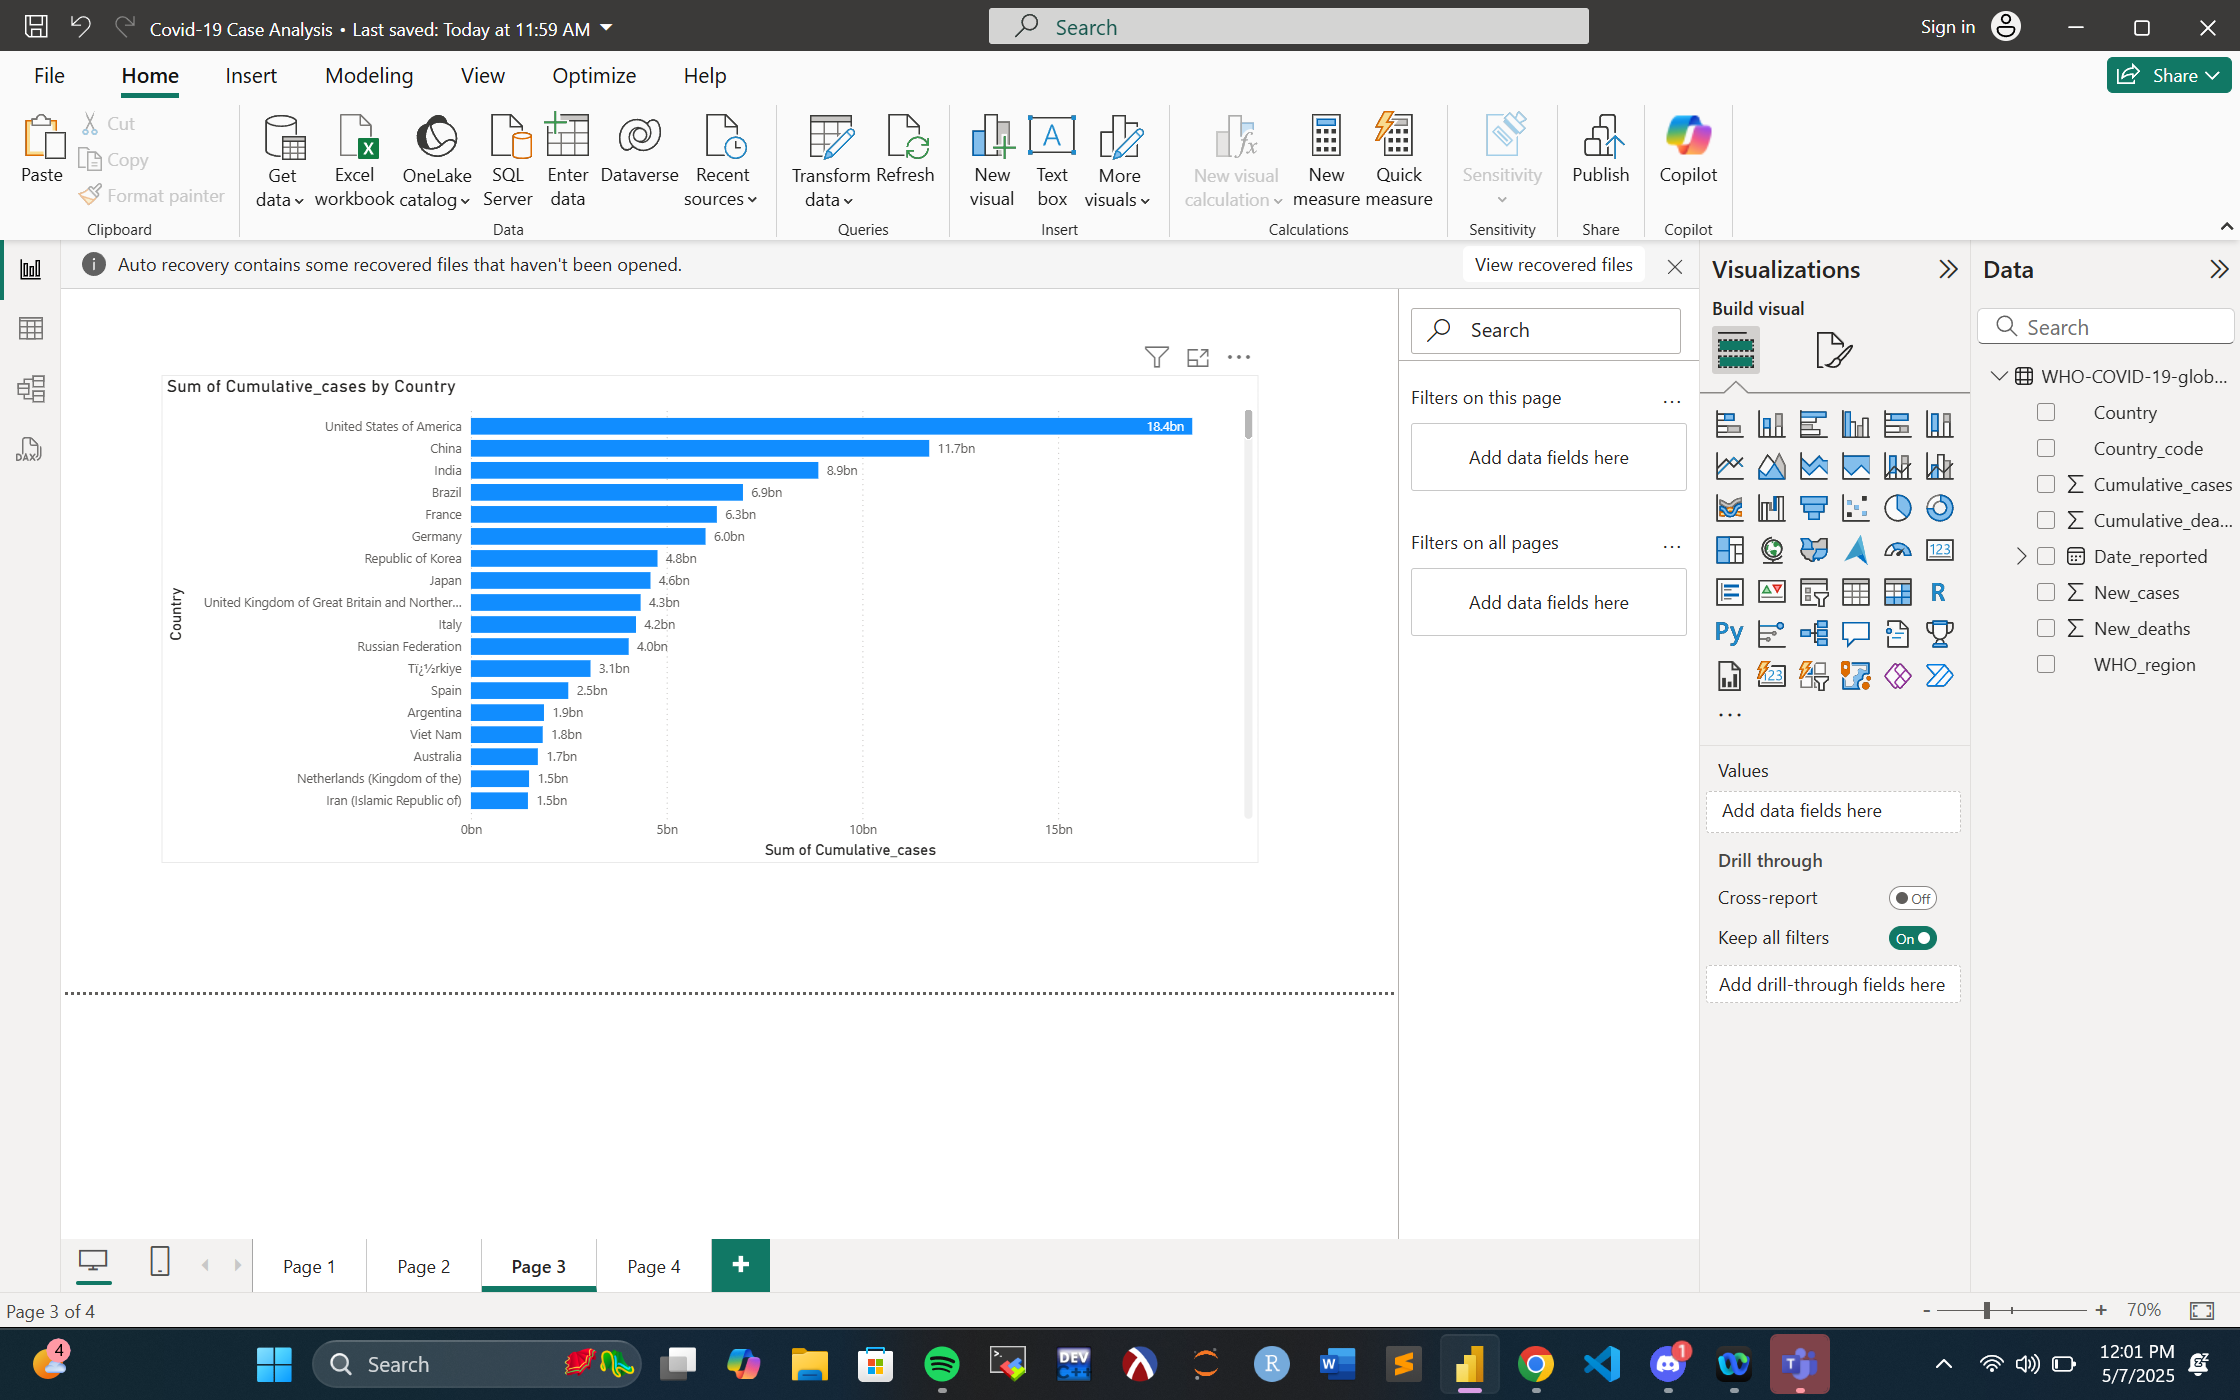 Covid-19 Case Analysis • Last saved: Today at 11:59 AM
Search
Sign in
File Home Insert Modeling View Optimize Help
Share
Paste
Cut
Copy
Format painter
Clipboard
Get data
Excel workbook
OneLake catalog
SQL Server
Enter data
Dataverse
Recent sources
Data
Transform data
Refresh
Queries
New visual
Text box
More visuals
Insert
New visual calculation
New measure
Quick measure
Calculations
Sensitivity
Sensitivity
Publish
Share
Copilot
Copilot
Auto recovery contains some recovered files that haven't been opened.
View recovered files
Sum of Cumulative_cases by Country
Country
United States of America 18.4bn
China 11.7bn
India 8.9bn
Brazil 6.9bn
France 6.3bn
Germany 6.0bn
Republic of Korea 4.8bn
Japan 4.6bn
United Kingdom of Great Britain and Norther... 4.3bn
Italy 4.2bn
Russian Federation 4.0bn
Tï¿½rkiye 3.1bn
Spain 2.5bn
Argentina 1.9bn
Viet Nam 1.8bn
Australia 1.7bn
Netherlands (Kingdom of the) 1.5bn
Iran (Islamic Republic of) 1.5bn
0bn 5bn 10bn 15bn
Sum of Cumulative_cases
Search
Filters on this page
Add data fields here
Filters on all pages
Add data fields here
Visualizations
Build visual
123
R
Py
123
Values
Add data fields here
Drill through
Cross-report
Off
Keep all filters
On
Add drill-through fields here
Data
Search
WHO-COVID-19-glob...
Country
Country_code
Cumulative_cases
Cumulative_dea...
Date_reported
New_cases
New_deaths
WHO_region
DAX
Page 1
Page 2
Page 3
Page 4
Page 3 of 4
- + 70%
4
Search
DEV C++
R
W
S
1
T
12:01 PM
5/7/2025